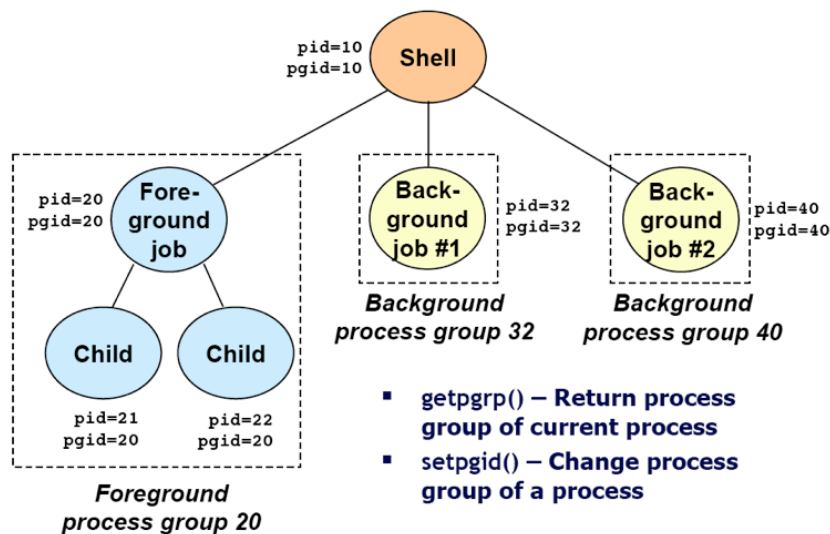 pid=10
pgid=10
Shell
pid=20
pgid=20
Fore-
ground
job
Back-
ground
job #1
pid=32
pgid=32
Back-
ground
job #2
pid=40
pgid=40
Background
process group 32
Background
process group 40
Child
Child
pid=21
pgid=20
pid=22
pgid=20
Foreground
process group 20
▪ getpgrp() – Return process
group of current process
▪ setpgid() – Change process
group of a process